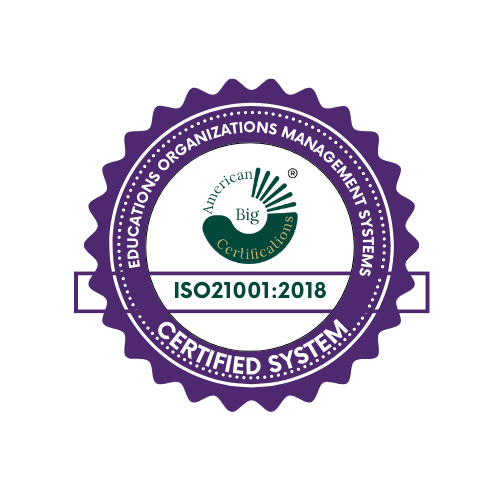 EDUCATIONS ORGANIZATIONS MANAGEMENT SYSTEMS
American
®
Big
Certifications
ISO21001:2018
CERTIFIED SYSTEM